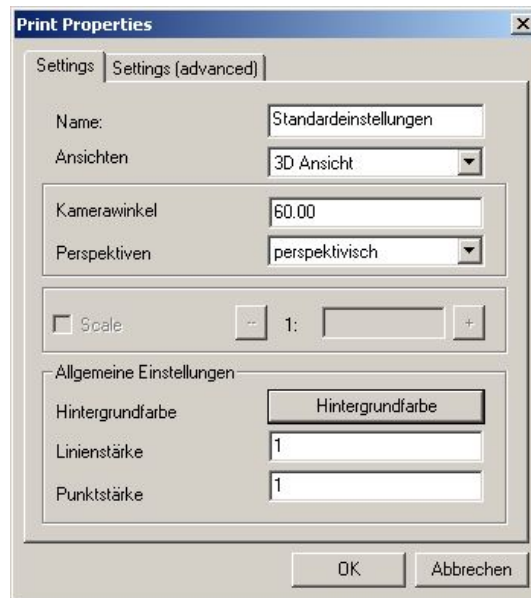 Print Properties
Settings
Settings (advanced)
Name:
Standardeinstellungen
Ansichten
3D Ansicht
Kamerawinkel
60.00
Perspektiven
perspektivisch
Scale
--
1:
+
Allgemeine Einstellungen
Hintergrundfarbe
Hintergrundfarbe
Linienstärke
1
Punktstärke
1
OK
Abbrechen